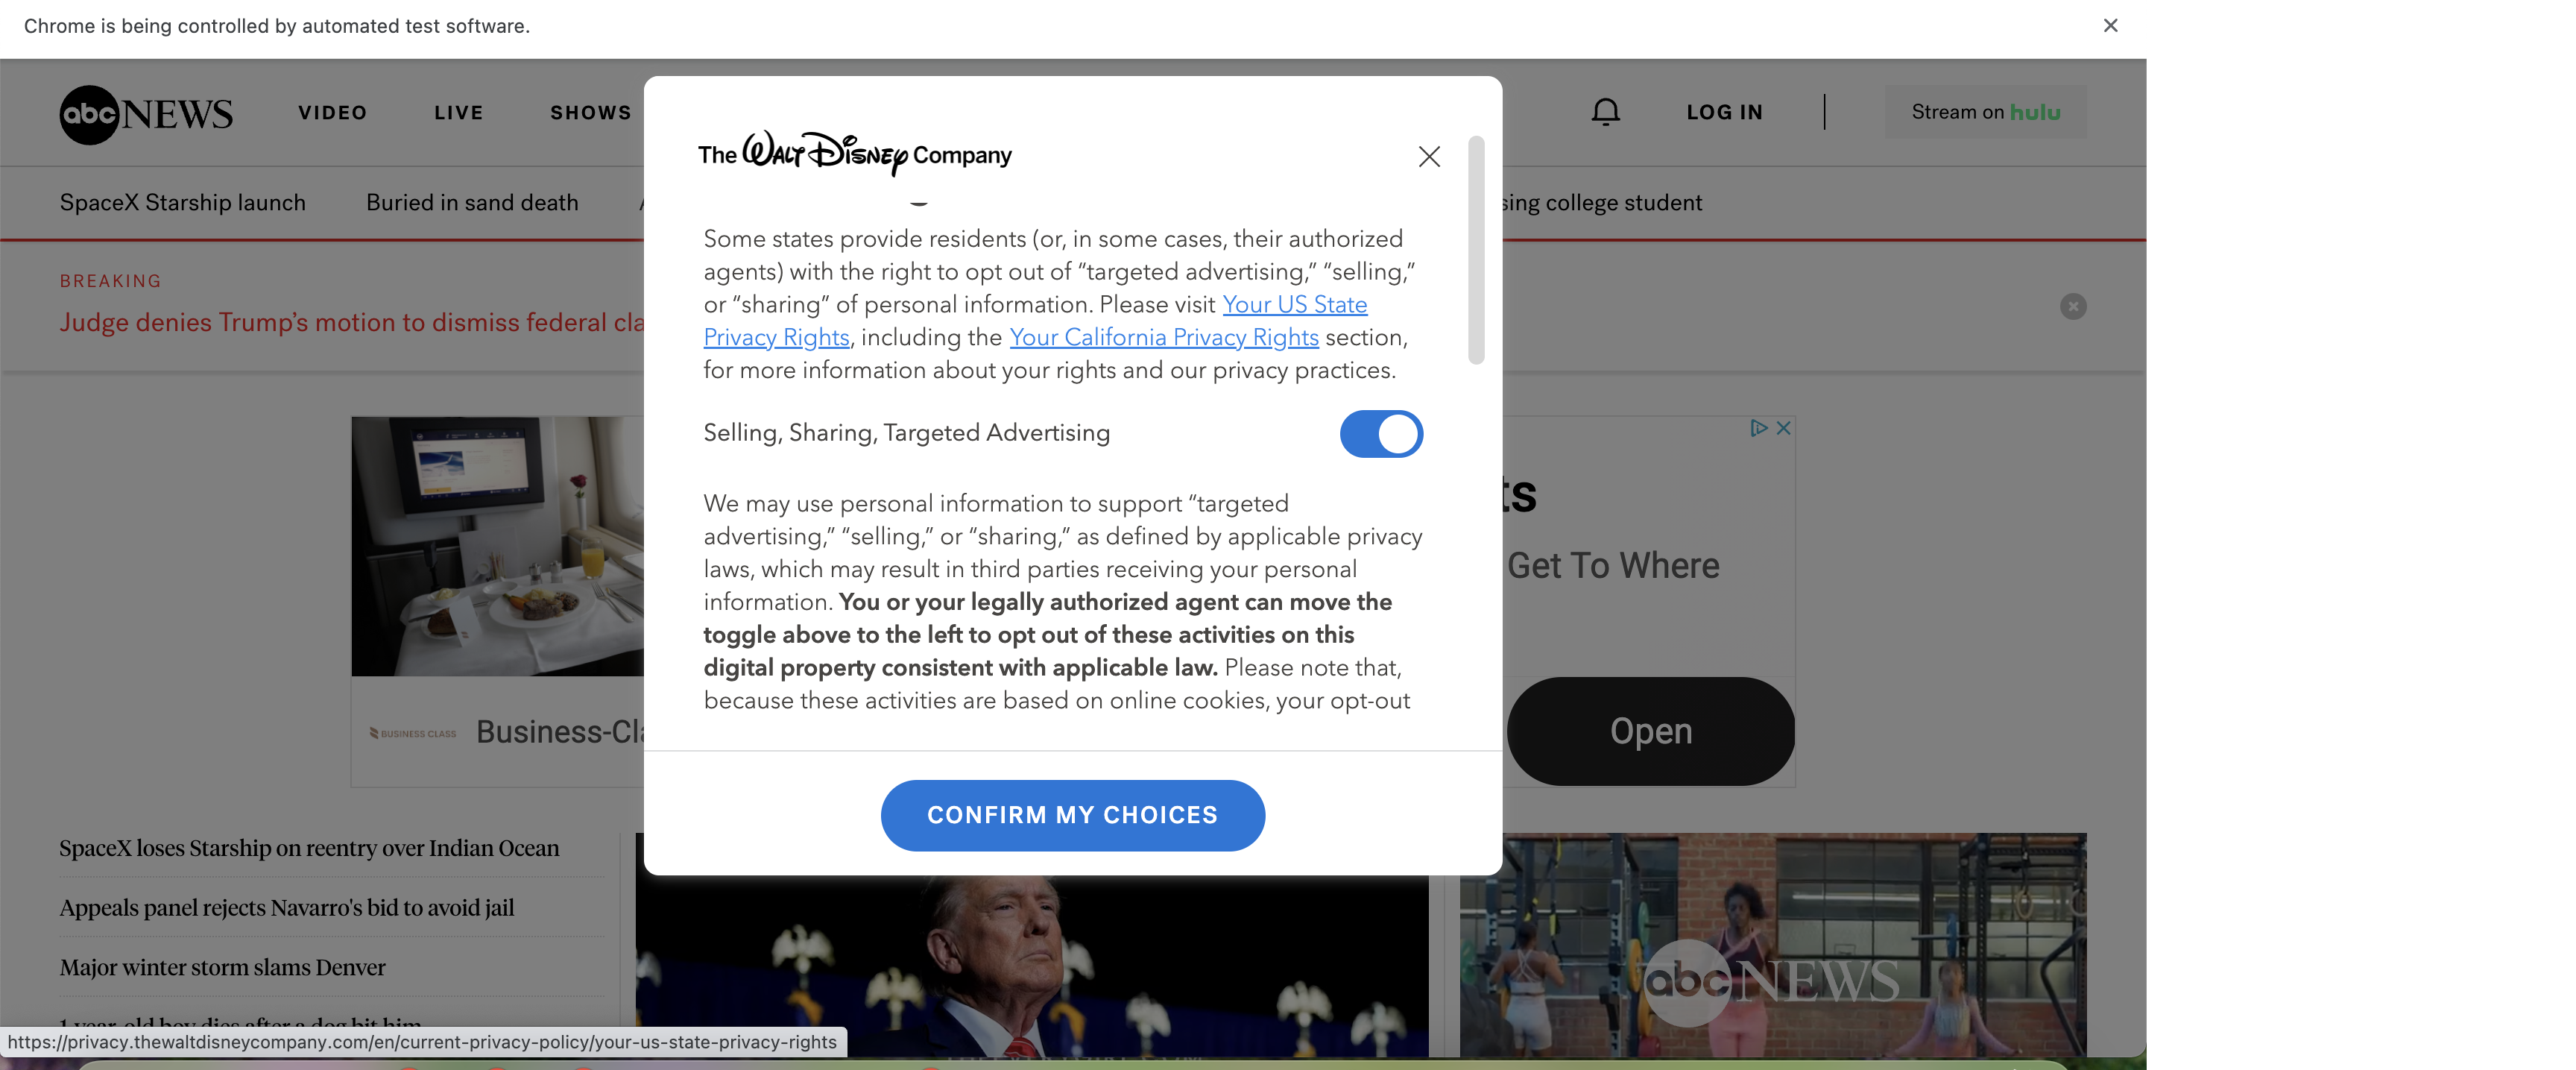 Chrome is being controlled by automated test software.
abc NEWS
VIDEO
LIVE
SHOWS
LOG IN
Stream on hulu
SpaceX Starship launch
Buried in sand death
sing college student
BREAKING
Judge denies Trump’s motion to dismiss federal cla
The Walt Disney Company
Some states provide residents (or, in some cases, their authorized
agents) with the right to opt out of “targeted advertising,” “selling,”
or “sharing” of personal information. Please visit Your US State
Privacy Rights, including the Your California Privacy Rights section,
for more information about your rights and our privacy practices.
Selling, Sharing, Targeted Advertising
We may use personal information to support “targeted
advertising,” “selling,” or “sharing,” as defined by applicable privacy
laws, which may result in third parties receiving your personal
information. You or your legally authorized agent can move the
toggle above to the left to opt out of these activities on this
digital property consistent with applicable law. Please note that,
because these activities are based on online cookies, your opt-out
CONFIRM MY CHOICES
ts
Get To Where
Open
BUSINESS CLASS
Business-Cla
SpaceX loses Starship on reentry over Indian Ocean
Appeals panel rejects Navarro's bid to avoid jail
Major winter storm slams Denver
1-year-old boy dies after a dog bit him
abc NEWS
https://privacy.thewaltdisneycompany.com/en/current-privacy-policy/your-us-state-privacy-rights